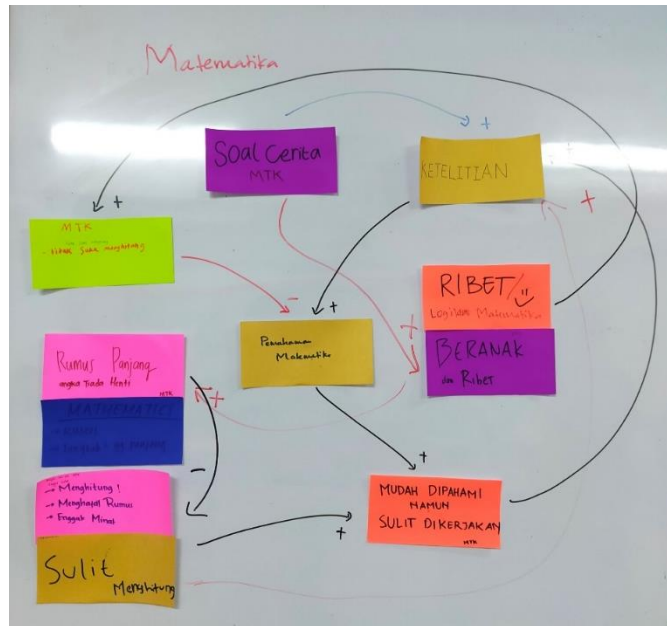 Matematika
Soal Cerita
MTK
+
KETELITIAN
+
+
MTK
- tidak suka menghitung
-
+
Pemahaman
Matematika
+
RIBET/
Logikan Matematika
BERANAK
dan Ribet
Rumus Panjang
angka Tiada Henti
MTK
+
MATHEMATICS
-
→ Menghitung!
→ Menghafal Rumus
→ Enggak Minat
Sulit
Menghitung
+
+
MUDAH DIPAHAMI
NAMUN
SULIT DIKERJAKAN
MTK